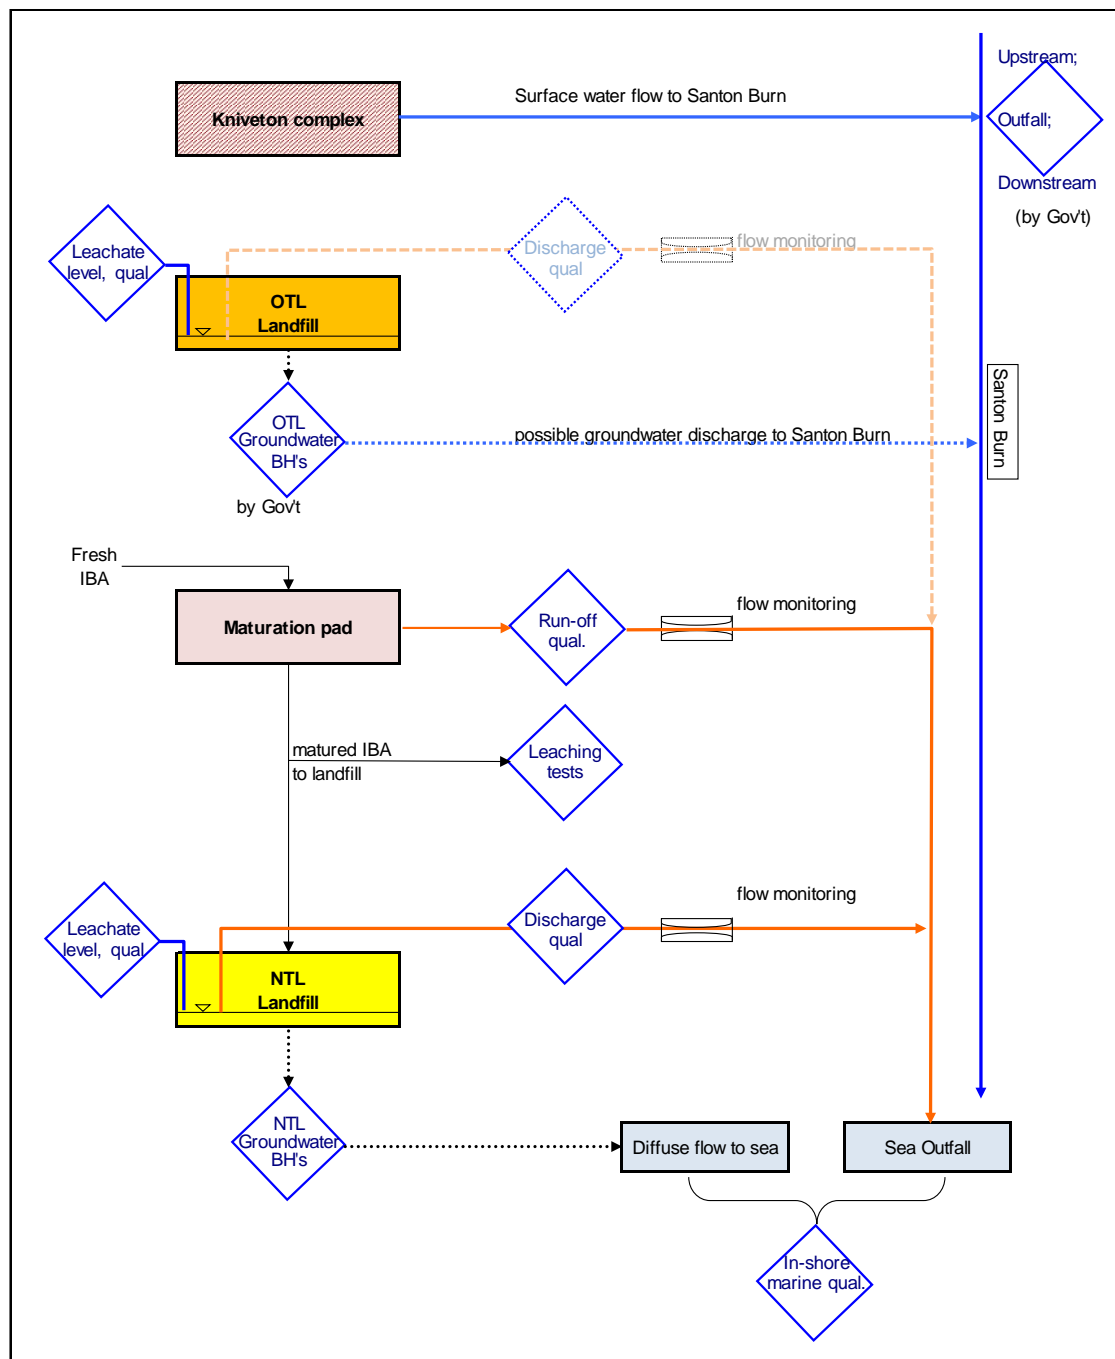 Upstream;
Surface water flow to Santon Burn
Kniveton complex
Outfall;
Downstream
(by Gov't)
Leachate
level, qual
Discharge
qual
flow monitoring
OTL
Landfill
Santon Burn
OTL
Groundwater
BH's
possible groundwater discharge to Santon Burn
by Gov't
Fresh
IBA
Maturation pad
Run-off
qual.
flow monitoring
matured IBA
to landfill
Leaching
tests
Leachate
level, qual
Discharge
qual
flow monitoring
NTL
Landfill
NTL
Groundwater
BH's
Diffuse flow to sea
Sea Outfall
In-shore
marine qual.